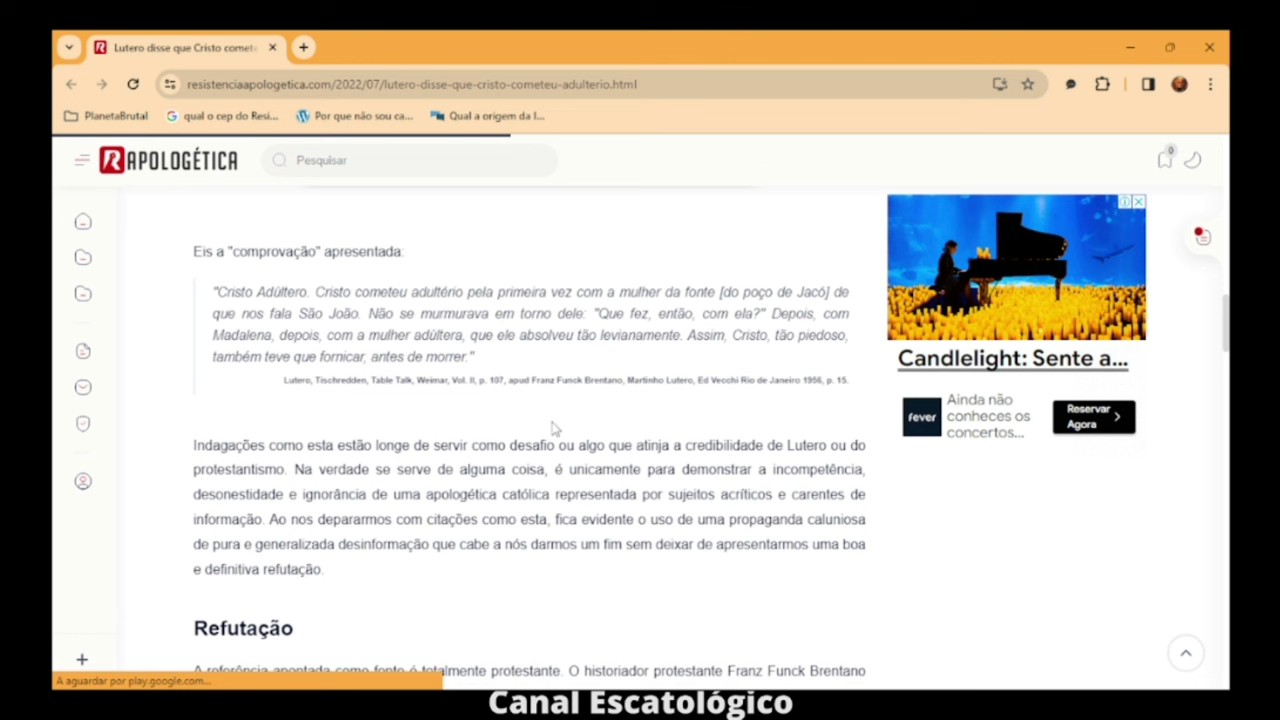 Lutero disse que Cristo comete
resistenciaapologetica.com/2022/07/lutero-disse-que-cristo-cometeu-adulterio.html
PlanetaBrutal
qual o cep do Resi...
Por que não sou ca...
Qual a origem da I...
R APOLOGÉTICA
Pesquisar
0
Eis a "comprovação" apresentada:
"Cristo Adúltero. Cristo cometeu adultério pela primeira vez com a mulher da fonte [do poço de Jacó] de
que nos fala São João. Não se murmurava em torno dele: "Que fez, então, com ela?" Depois, com
Madalena, depois, com a mulher adúltera, que ele absolveu tão levianamente. Assim, Cristo, tão piedoso,
também teve que fornicar, antes de morrer."
Lutero, Tischredden, Table Talk, Weimar, Vol. II, p. 107, apud Franz Funck Brentano, Martinho Lutero, Ed Vecchi Rio de Janeiro 1956, p. 15.
Indagações como esta estão longe de servir como desafio ou algo que atinja a credibilidade de Lutero ou do
protestantismo. Na verdade se serve de alguma coisa, é unicamente para demonstrar a incompetência,
desonestidade e ignorância de uma apologética católica representada por sujeitos acríticos e carentes de
informação. Ao nos depararmos com citações como esta, fica evidente o uso de uma propaganda caluniosa
de pura e generalizada desinformação que cabe a nós darmos um fim sem deixar de apresentarmos uma boa
e definitiva refutação.
Refutação
A referência apontada como fonte é totalmente protestante. O historiador protestante Franz Funck Brentano
Candlelight: Sente a...
fever
Ainda não
conheces os
concertos...
Reservar
Agora
A aguardar por play.google.com...
Canal Escatológico